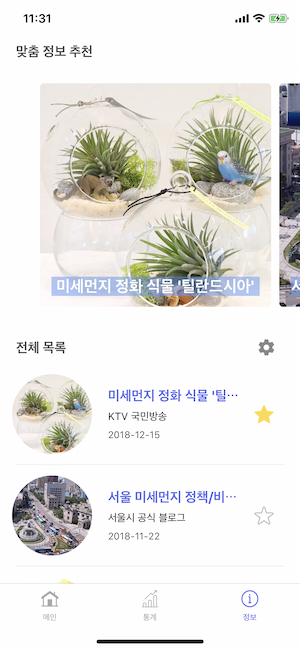 11:31
맞춤 정보 추천
미세먼지 정화 식물 '틸란드시아'
전체 목록
미세먼지 정화 식물 '틸…
KTV 국민방송
2018-12-15
서울 미세먼지 정책/비…
서울시 공식 블로그
2018-11-22
메인
통계
정보